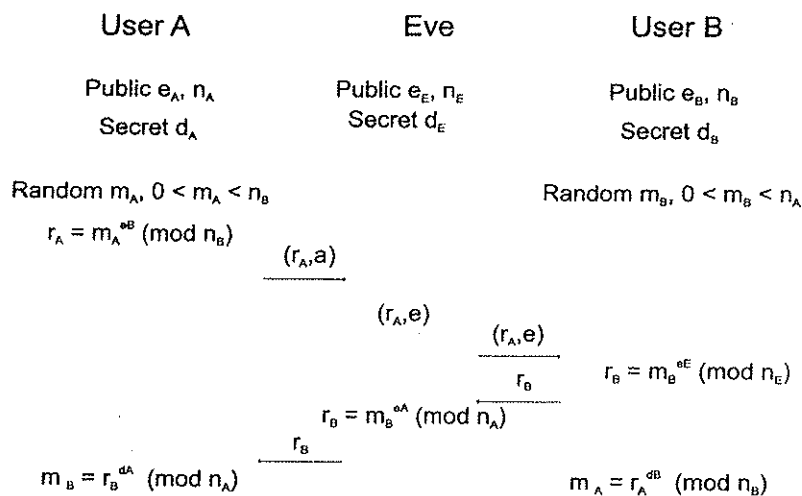 User A Eve User B
Public e_A, n_A Public e_E, n_E Public e_B, n_B
Secret d_A Secret d_E Secret d_B
Random m_A, 0 < m_A < n_B Random m_B, 0 < m_B < n_A
r_A = m_A^eB (mod n_B)
(r_A,a)
(r_A,e)
(r_A,e)
r_B r_B = m_B^eE (mod n_E)
r_B = m_B^eA (mod n_A)
r_B
m_B = r_B^dA (mod n_A) m_A = r_A^dB (mod n_B)